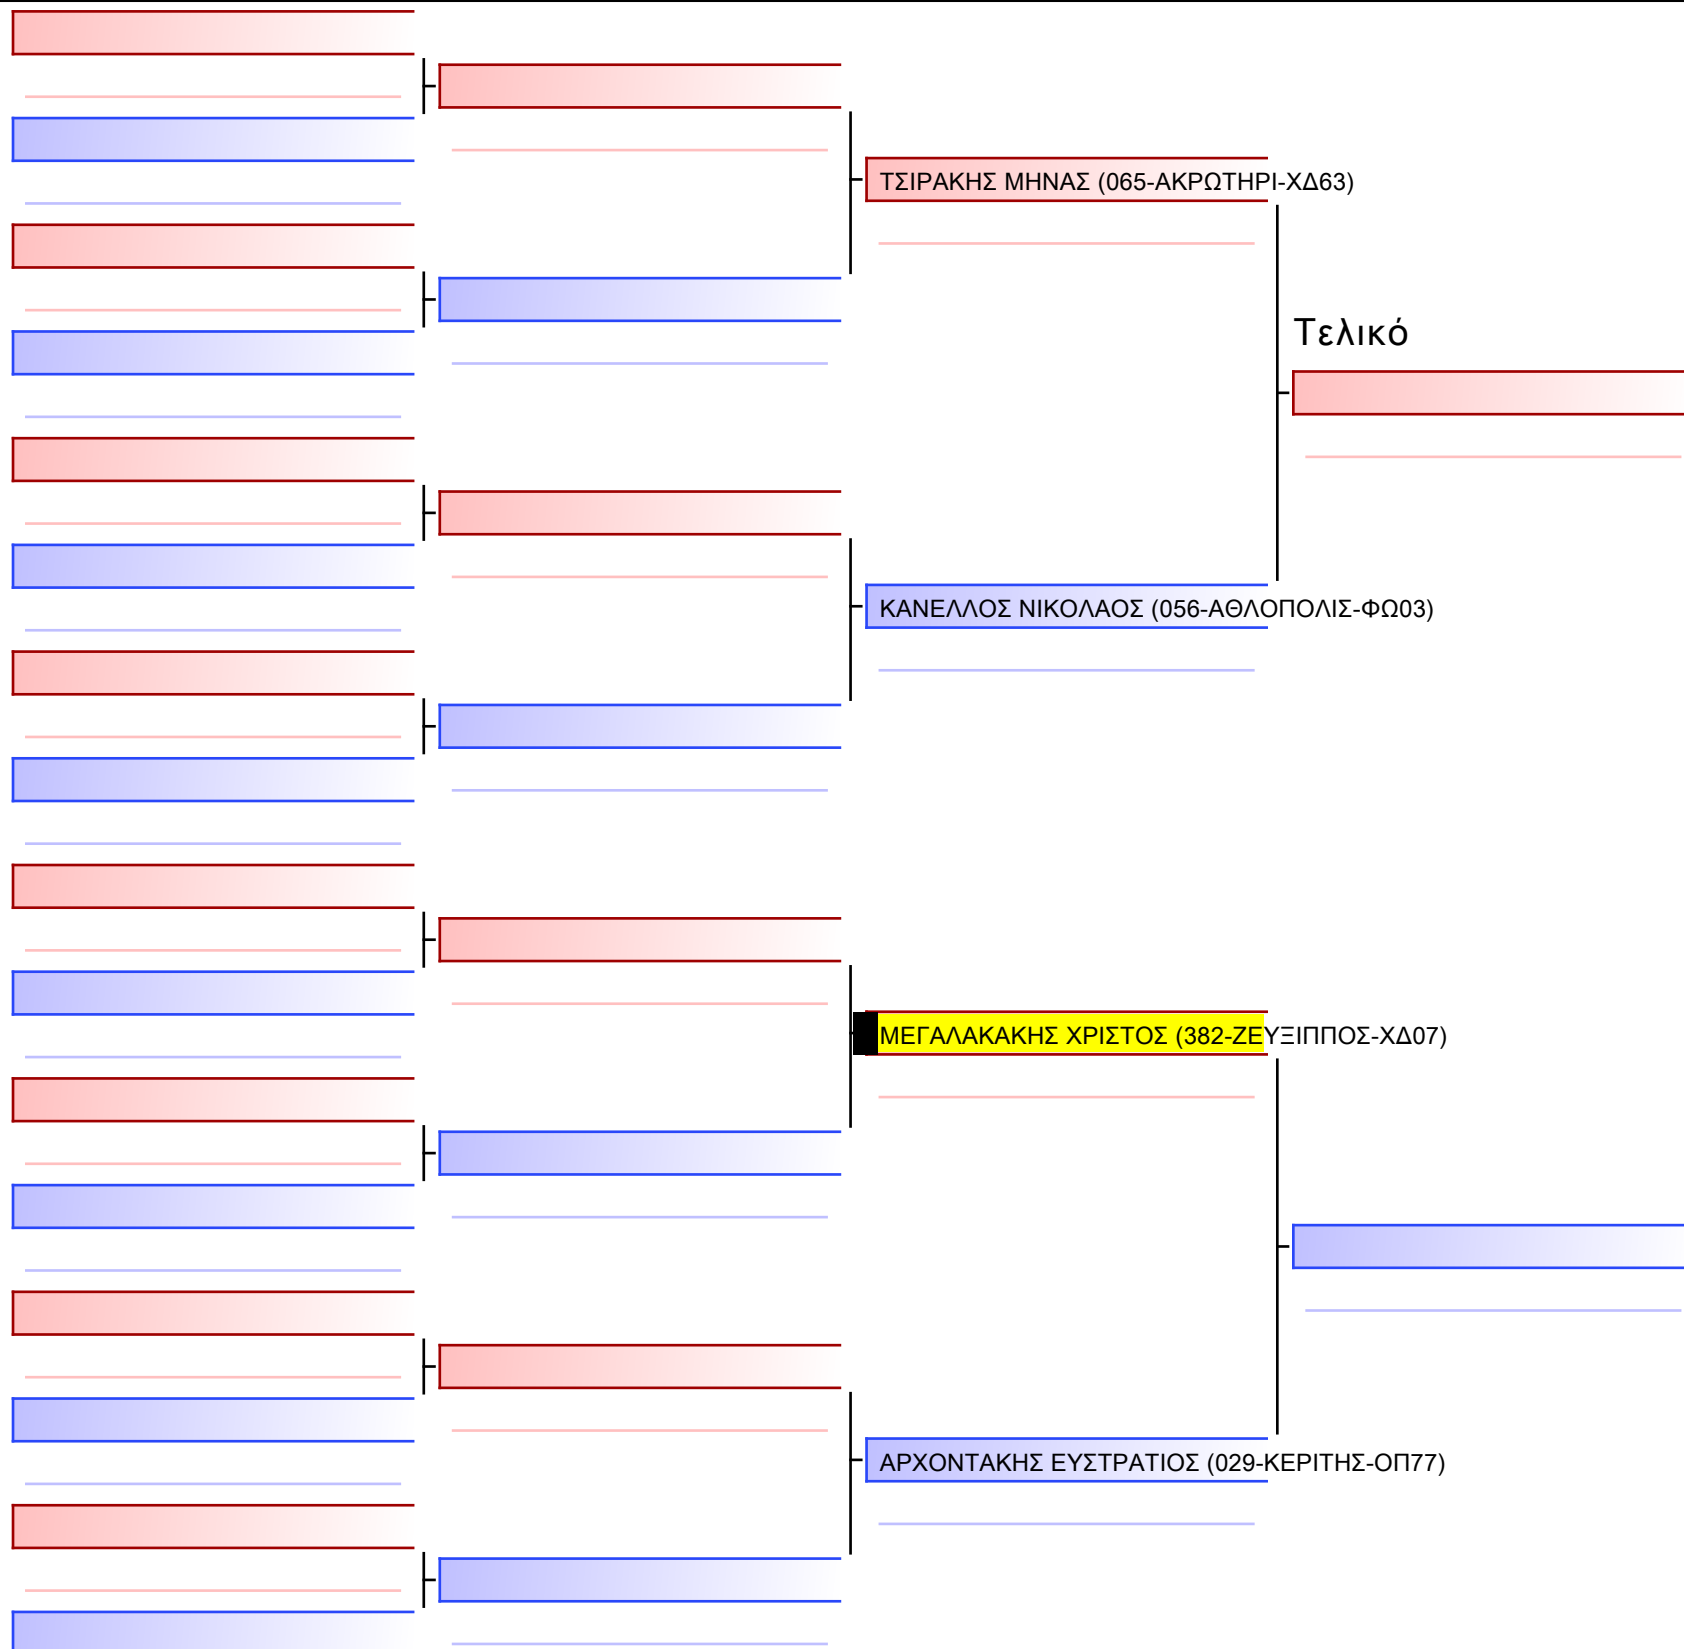 ΤΣΙΡΑΚΗΣ ΜΗΝΑΣ (065-ΑΚΡΩΤΗΡΙ-ΧΔ63)
Τελικό
ΚΑΝΕΛΛΟΣ ΝΙΚΟΛΑΟΣ (056-ΑΘΛΟΠΟΛΙΣ-ΦΩ03)
ΜΕΓΑΛΑΚΑΚΗΣ ΧΡΙΣΤΟΣ (382-ΖΕΥΞΙΠΠΟΣ-ΧΔ07)
ΑΡΧΟΝΤΑΚΗΣ ΕΥΣΤΡΑΤΙΟΣ (029-ΚΕΡΙΤΗΣ-ΟΠ77)